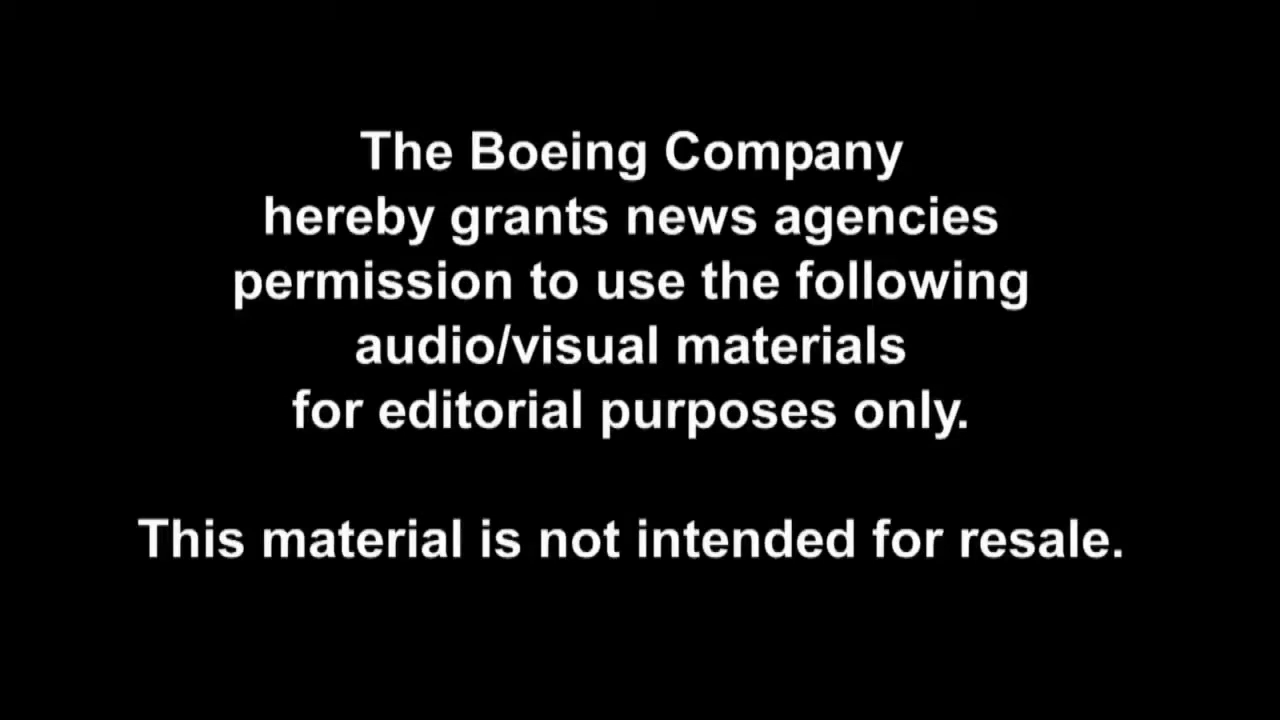 The Boeing Company
hereby grants news agencies
permission to use the following
audio/visual materials
for editorial purposes only.
This material is not intended for resale.